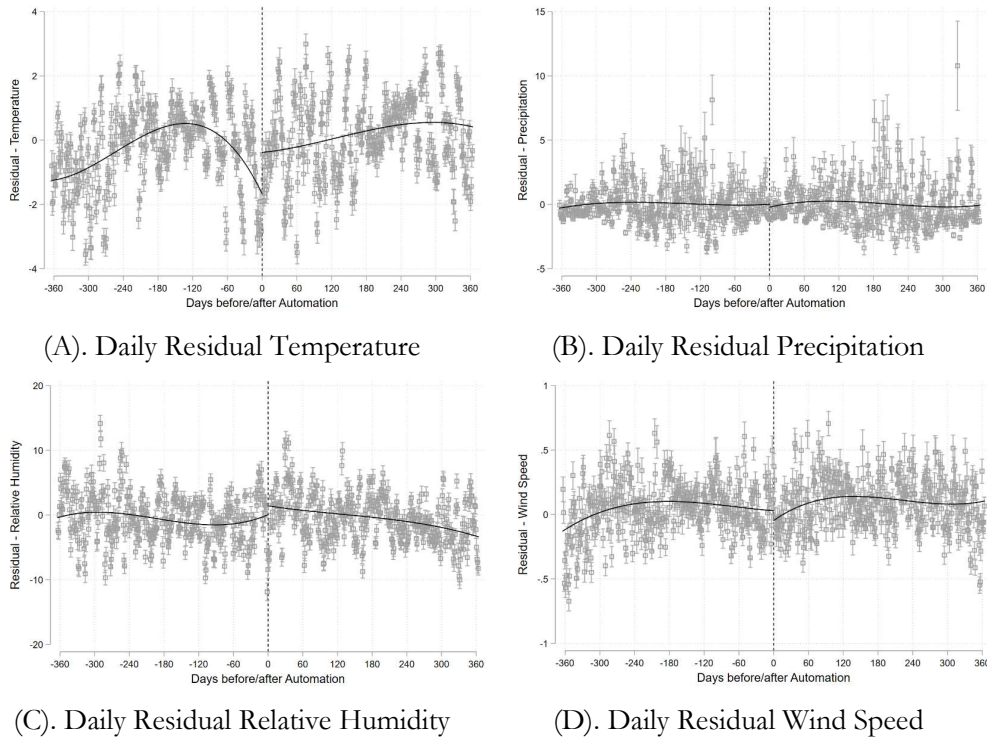 Residual - Temperature
4
2
0
-2
-4
-360 -300 -240 -180 -120 -60 0 60 120 180 240 300 360
Days before/after Automation
(A). Daily Residual Temperature
Residual - Precipitation
15
10
5
0
-5
-360 -300 -240 -180 -120 -60 0 60 120 180 240 300 360
Days before/after Automation
(B). Daily Residual Precipitation
Residual - Relative Humidity
20
10
0
-10
-20
-360 -300 -240 -180 -120 -60 0 60 120 180 240 300 360
Days before/after Automation
(C). Daily Residual Relative Humidity
Residual - Wind Speed
1
.5
0
-.5
-1
-360 -300 -240 -180 -120 -60 0 60 120 180 240 300 360
Days before/after Automation
(D). Daily Residual Wind Speed